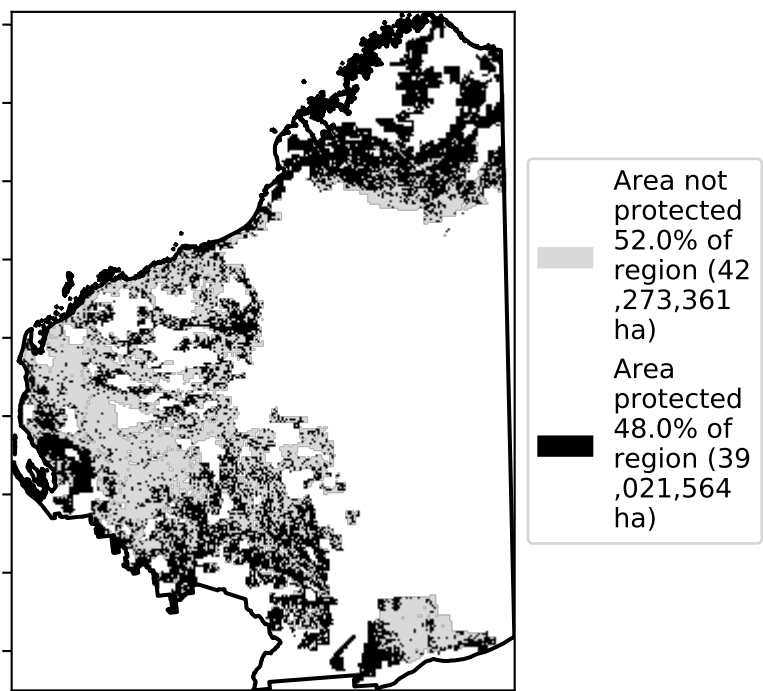 Area not
protected
52.0% of
region (42
,273,361
ha)
Area
protected
48.0% of
region (39
,021,564
ha)